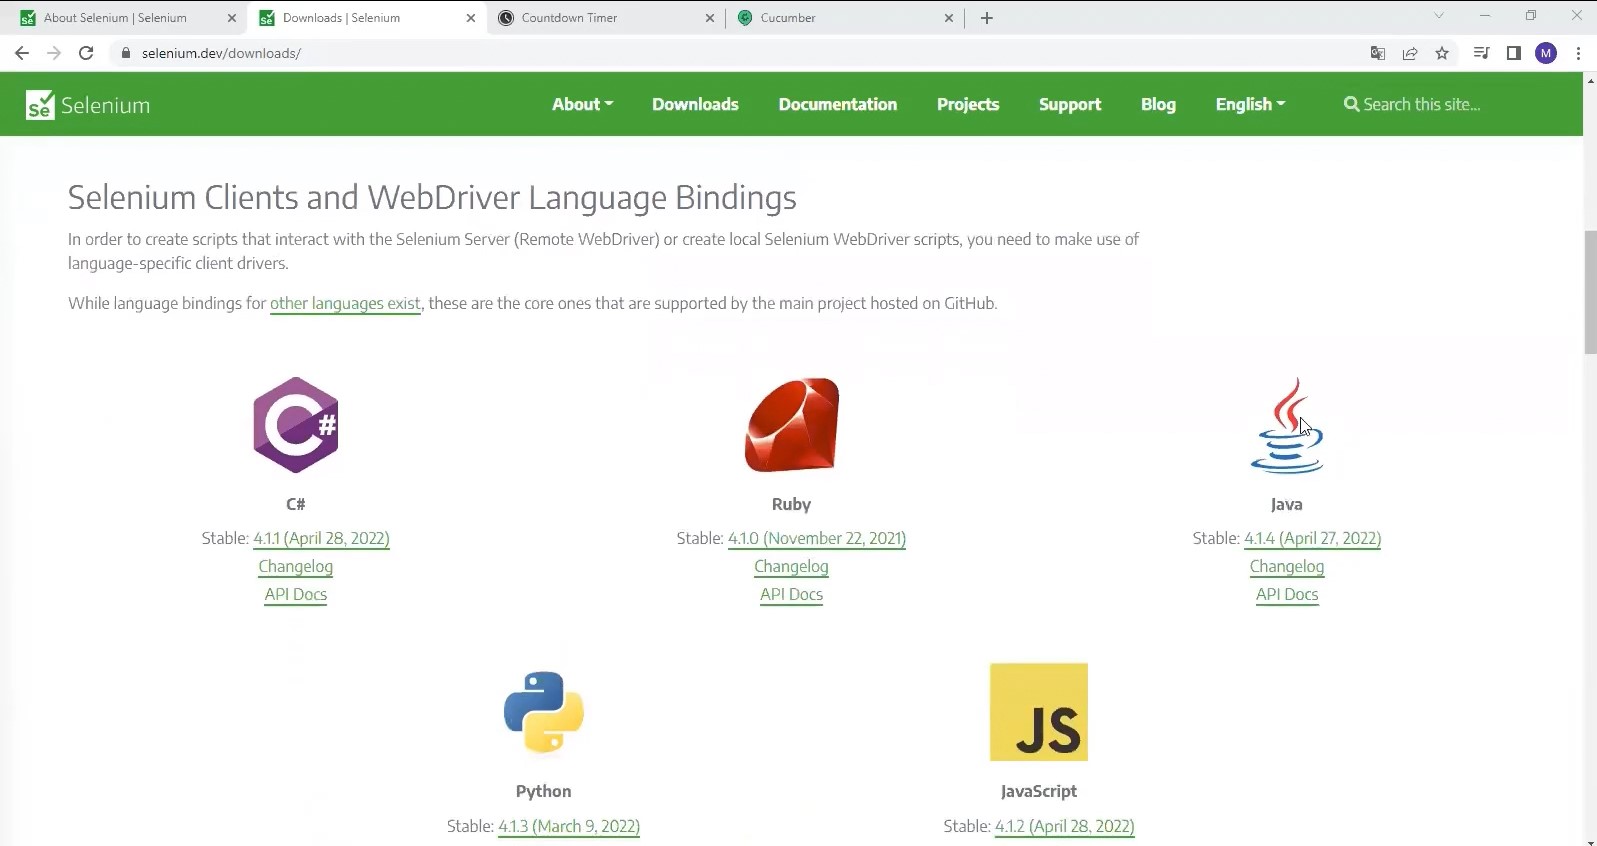 About Selenium | Selenium
Downloads | Selenium
Countdown Timer
Cucumber
selenium.dev/downloads/
M
Se Selenium
About
Downloads
Documentation
Projects
Support
Blog
English
Search this site...
Selenium Clients and WebDriver Language Bindings
In order to create scripts that interact with the Selenium Server (Remote WebDriver) or create local Selenium WebDriver scripts, you need to make use of
language-specific client drivers.
While language bindings for other languages exist, these are the core ones that are supported by the main project hosted on GitHub.
C#
C#
Stable: 4.1.1 (April 28, 2022)
Changelog
API Docs
Ruby
Stable: 4.1.0 (November 22, 2021)
Changelog
API Docs
Java
Stable: 4.1.4 (April 27, 2022)
Changelog
API Docs
Python
Stable: 4.1.3 (March 9, 2022)
JS
JavaScript
Stable: 4.1.2 (April 28, 2022)